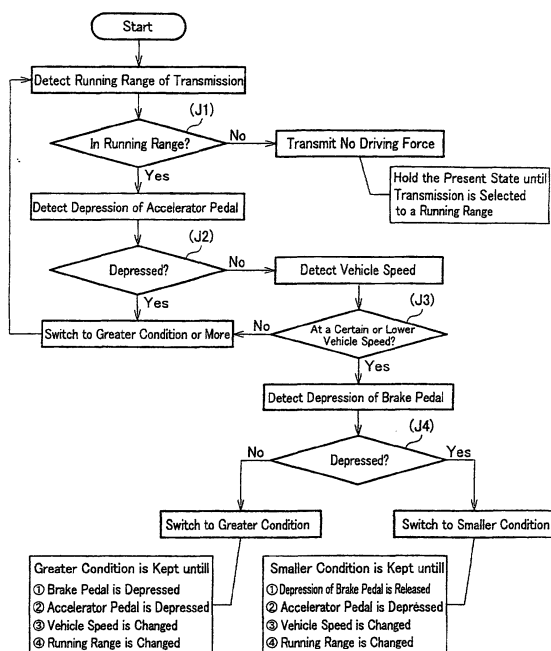 Start
Detect Running Range of Transmission
(J1)
In Running Range?
No
Transmit No Driving Force
Yes
Hold the Present State until
Transmission is Selected
to a Running Range
Detect Depression of Accelerator Pedal
(J2)
Depressed?
No
Detect Vehicle Speed
Yes
(J3)
Switch to Greater Condition or More
No
At a Certain or Lower
Vehicle Speed?
Yes
Detect Depression of Brake Pedal
(J4)
No
Depressed?
Yes
Switch to Greater Condition
Switch to Smaller Condition
Greater Condition is Kept untill
① Brake Pedal is Depressed
② Accelerator Pedal is Depressed
③ Vehicle Speed is Changed
④ Running Range is Changed
Smaller Condition is Kept untill
① Depression of Brake Pedal is Released
② Accelerator Pedal is Depressed
③ Vehicle Speed is Changed
④ Running Range is Changed